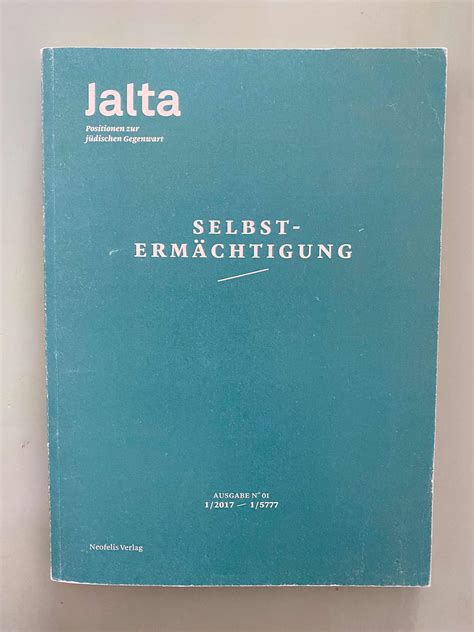 Jalta
Positionen zur
jüdischen Gegenwart
SELBST-
ERMÄCHTIGUNG
AUSGABE N° 01
1/2017 — 1/5777
Neofelis Verlag